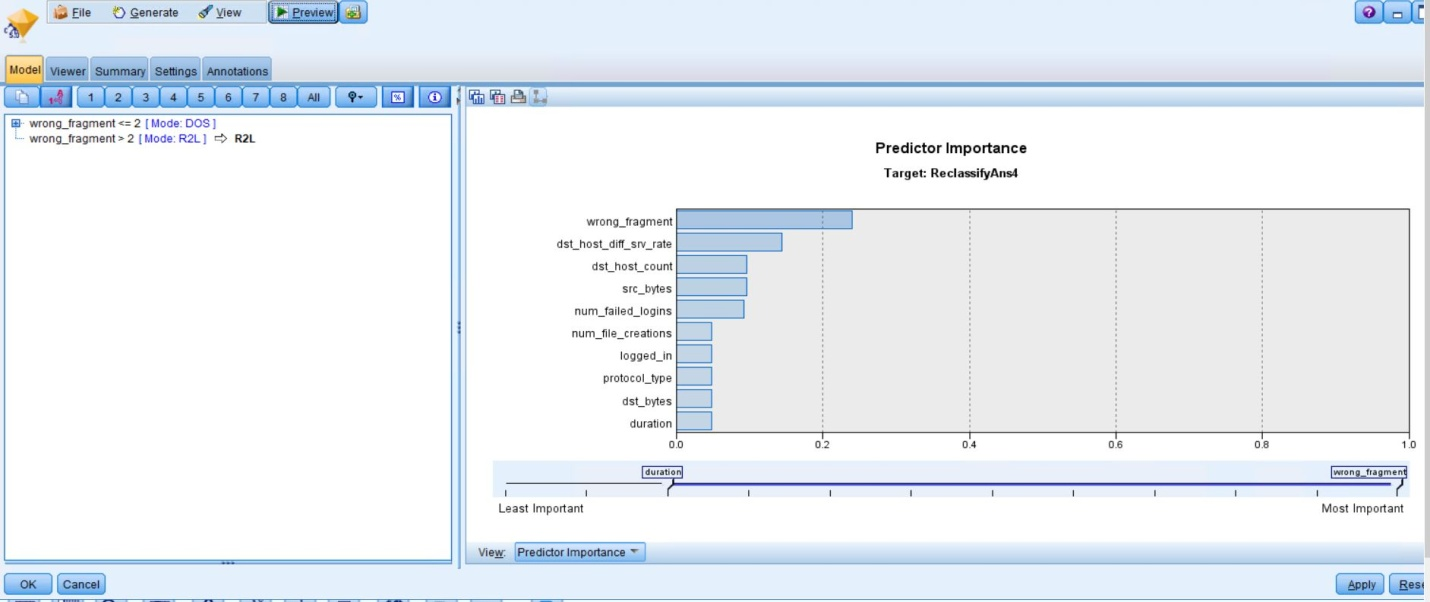 File Generate View Preview
Model Viewer Summary Settings Annotations
1 2 3 4 5 6 7 8 All %
wrong_fragment <= 2 [ Mode: DOS ]
wrong_fragment > 2 [ Mode: R2L ] ⇨ R2L
Predictor Importance
Target: ReclassifyAns4
wrong_fragment
dst_host_diff_srv_rate
dst_host_count
src_bytes
num_failed_logins
num_file_creations
logged_in
protocol_type
dst_bytes
duration
0.0 0.2 0.4 0.6 0.8 1.0
duration wrong_fragment
Least Important Most Important
View: Predictor Importance
OK Cancel Apply Rese